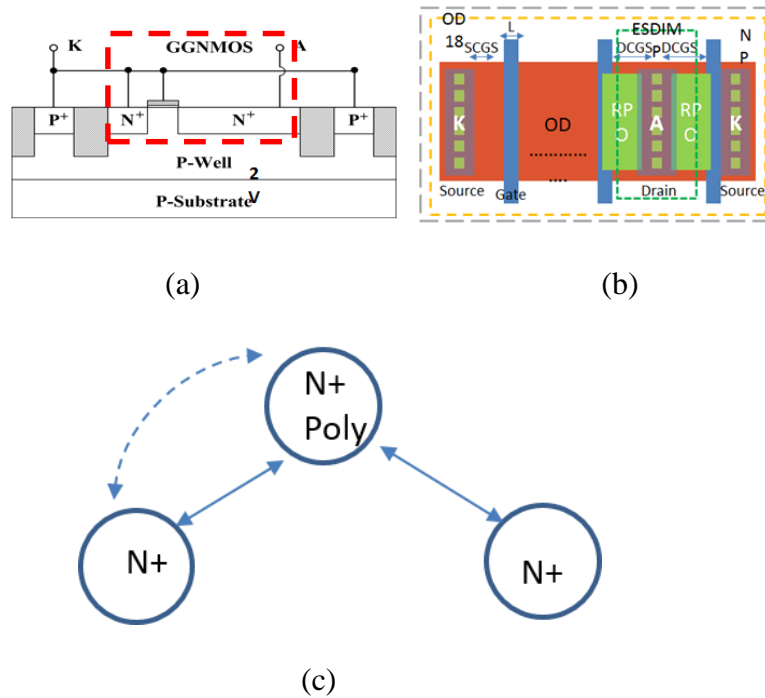 K GGNMOS A
P+ N+ N+ P+
P-Well
2
P-Substrate V
(a)
OD
18
SCGS
L
ESDIM
P
DCGS DCGS
N
P
K
OD
............
....
RP
O
A
RP
O
K
Source
Gate
Drain
Source
(b)
N+
Poly
N+
N+
(c)